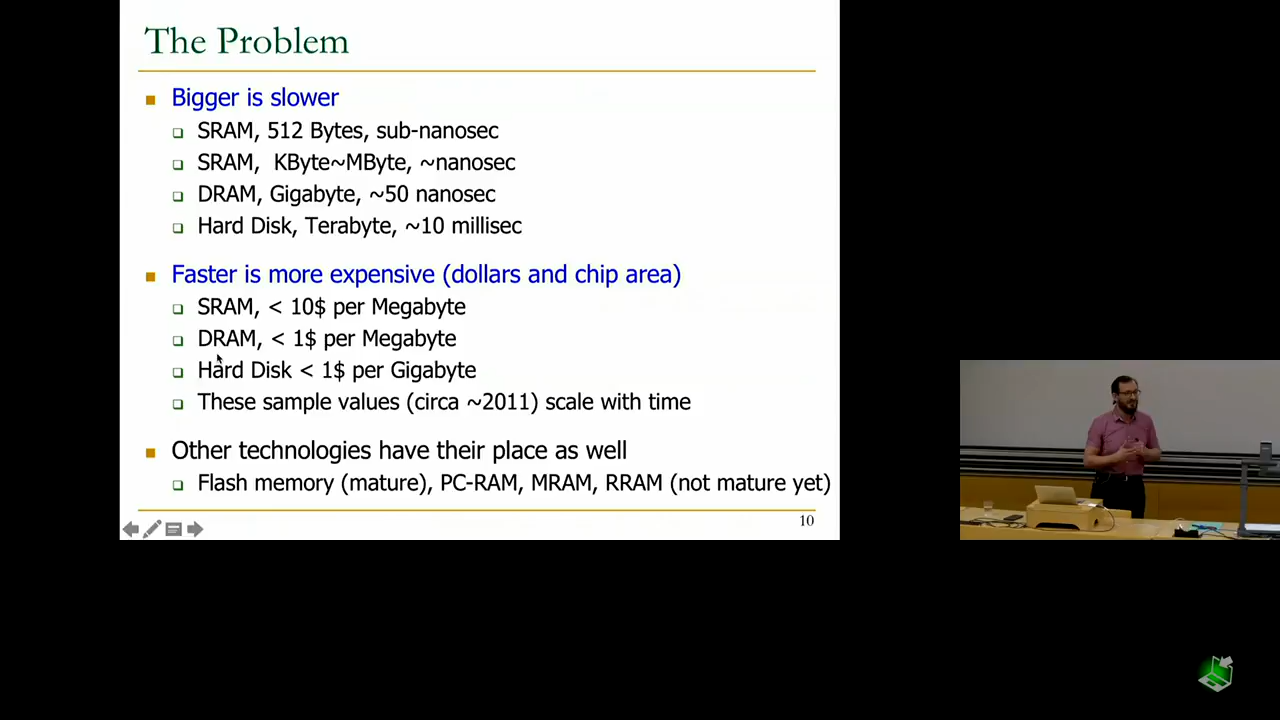 The Problem
Bigger is slower
SRAM, 512 Bytes, sub-nanosec
SRAM, KByte~MByte, ~nanosec
DRAM, Gigabyte, ~50 nanosec
Hard Disk, Terabyte, ~10 millisec
Faster is more expensive (dollars and chip area)
SRAM, < 10$ per Megabyte
DRAM, < 1$ per Megabyte
Hard Disk < 1$ per Gigabyte
These sample values (circa ~2011) scale with time
Other technologies have their place as well
Flash memory (mature), PC-RAM, MRAM, RRAM (not mature yet)
10